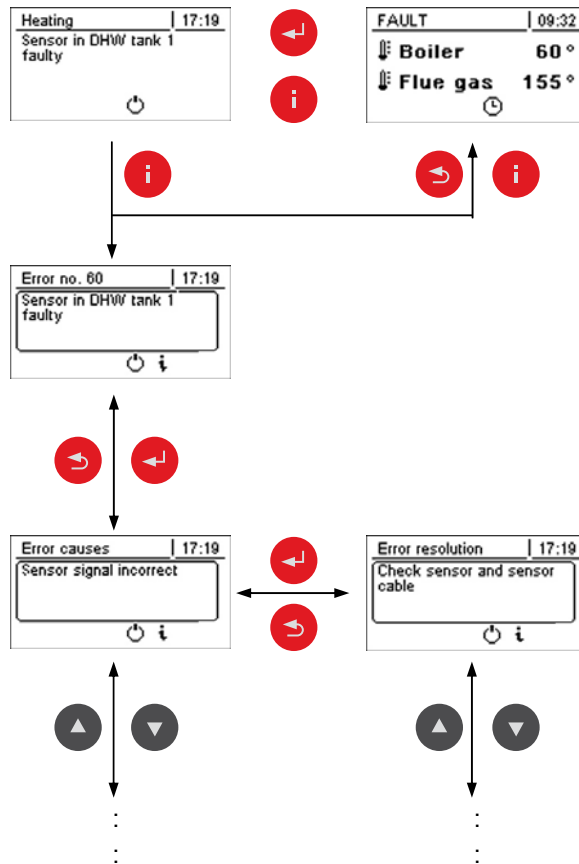 Heating 17:19
Sensor in DHW tank 1
faulty
i
FAULT 09:32
Boiler 60°
Flue gas 155°
i
i
Error no. 60 17:19
Sensor in DHW tank 1
faulty
i
Error causes 17:19
Sensor signal incorrect
i
Error resolution 17:19
Check sensor and sensor
cable
i